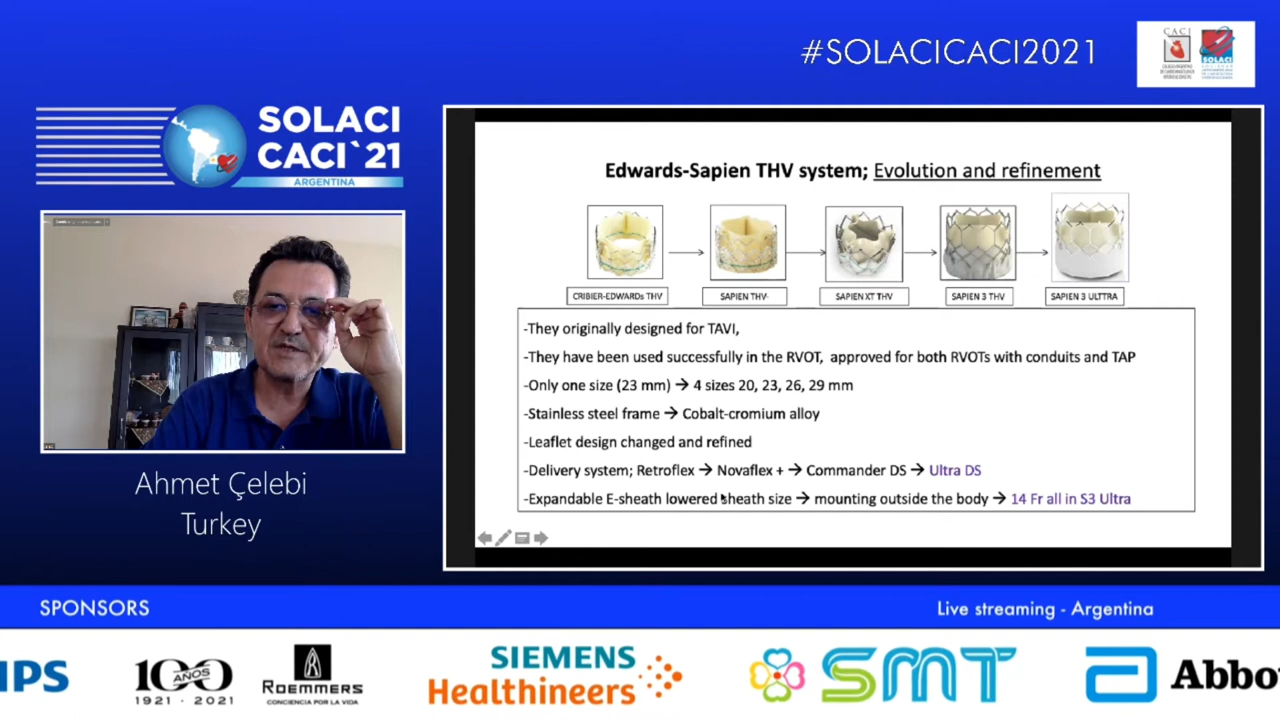 #SOLACICACI2021
CACI
SOLACI
SOLACI
CACI`21
ARGENTINA
Edwards-Sapien THV system; Evolution and refinement
CRIBIER-EDWARDs THV
SAPIEN THV-
SAPIEN XT THV
SAPIEN 3 THV
SAPIEN 3 ULTTRA
-They originally designed for TAVI,
-They have been used successfully in the RVOT, approved for both RVOTs with conduits and TAP
-Only one size (23 mm) → 4 sizes 20, 23, 26, 29 mm
-Stainless steel frame → Cobalt-cromium alloy
-Leaflet design changed and refined
-Delivery system; Retroflex → Novaflex + → Commander DS → Ultra DS
-Expandable E-sheath lowered sheath size → mounting outside the body → 14 Fr all in S3 Ultra
Ahmet Çelebi
Turkey
SPONSORS
Live streaming - Argentina
IPS
100
AÑOS
1921 · 2021
ROEMMERS
CONCIENCIA POR LA VIDA
SIEMENS
Healthineers
SMT
Abbo